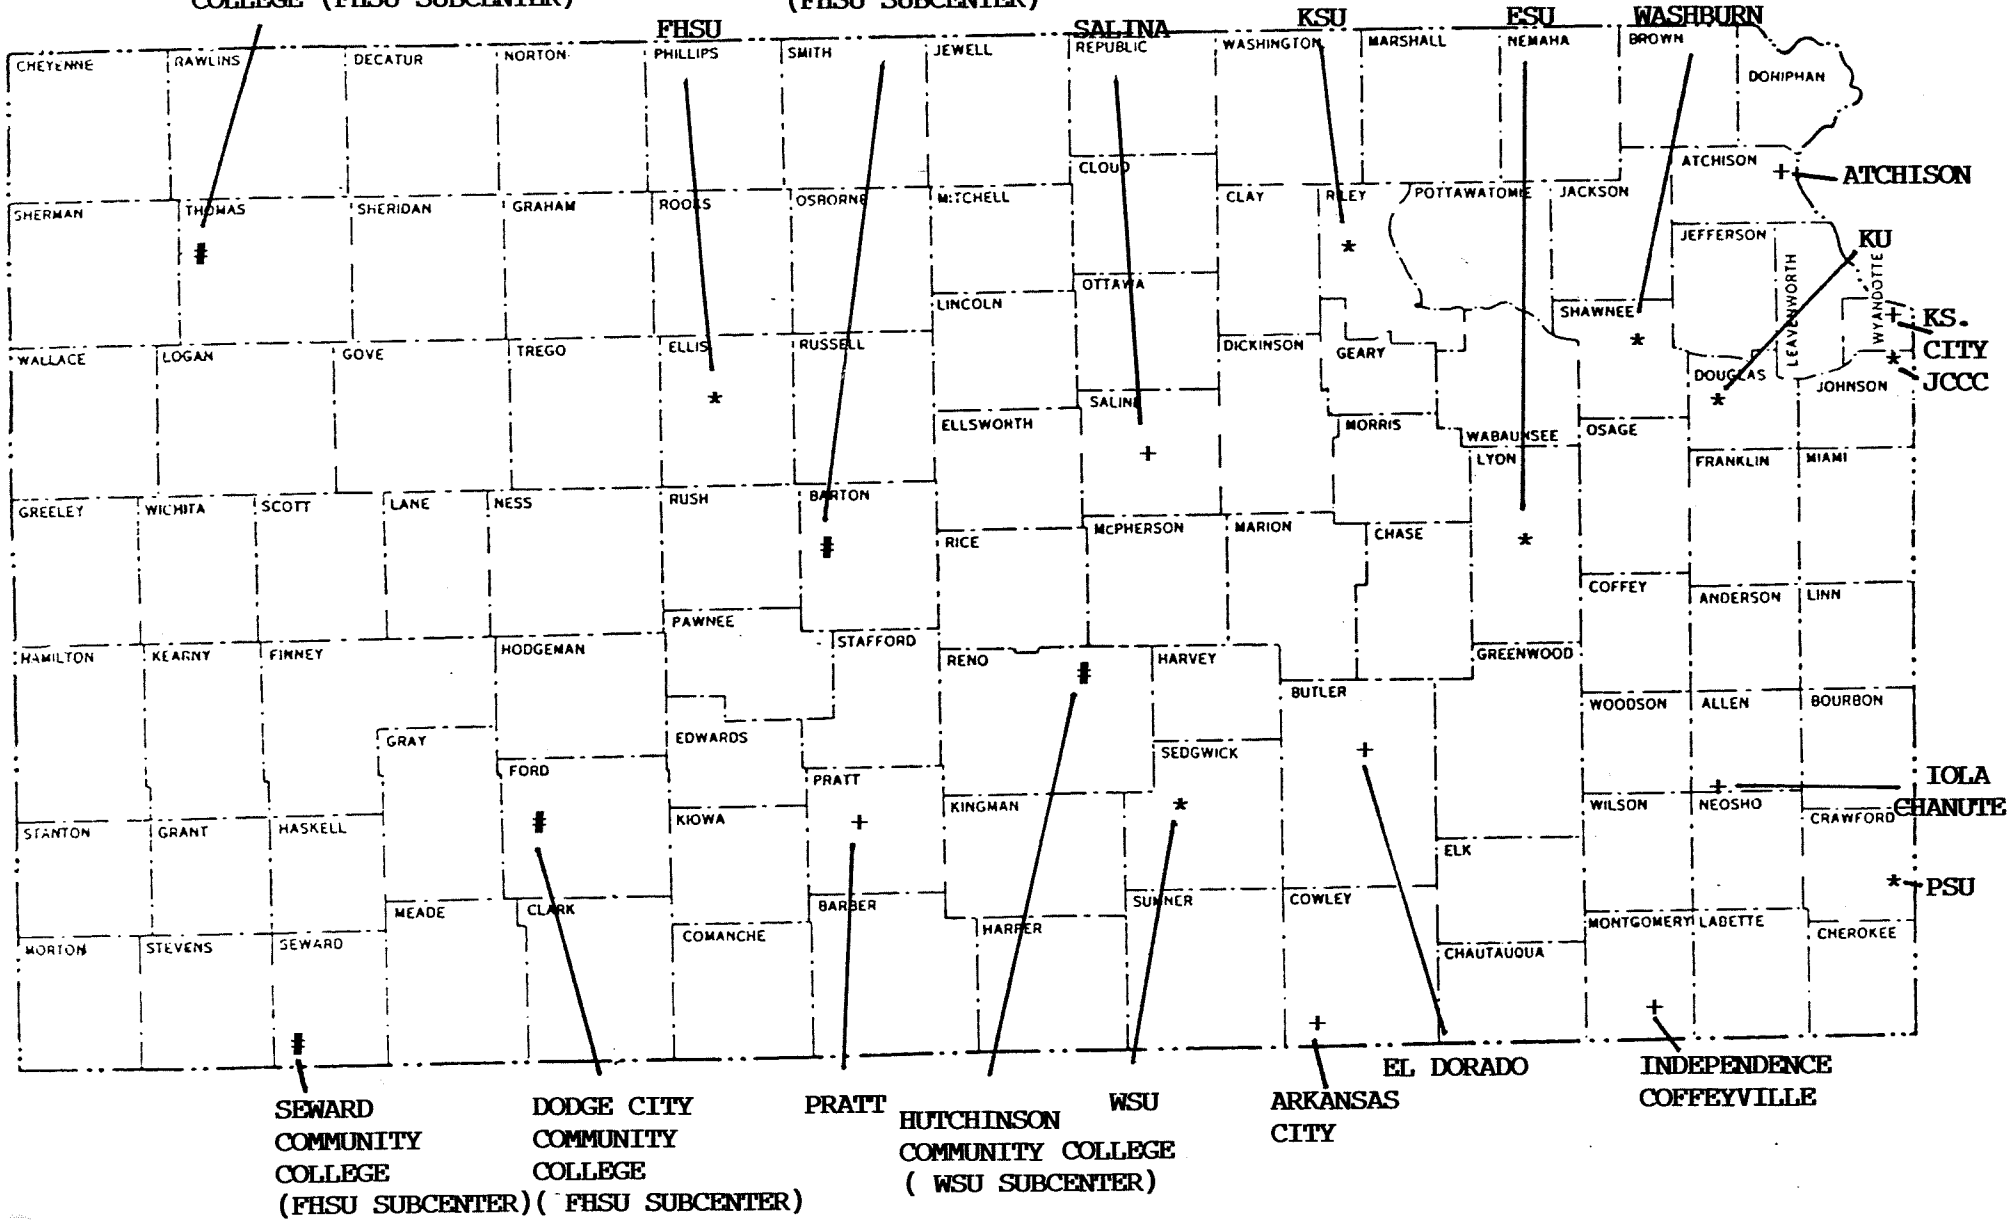 COLLEGE (FHSU SUBCENTER)
(FHSU SUBCENTER)
FHSU
SALINA
KSU
ESU
WASHBURN
CHEYENNE
RAWLINS
DECATUR
NORTON
PHILLIPS
SMITH
JEWELL
REPUBLIC
WASHINGTON
MARSHALL
NEMAHA
BROWN
DOHIPHAN
CLOUD
ATCHISON
+ ATCHISON
SHERMAN
THOMAS
SHERIDAN
GRAHAM
ROOKS
OSBORNE
MITCHELL
CLAY
RILEY
POTTAWATOMIE
JACKSON
JEFFERSON
KU
#
*
OTTAWA
LINCOLN
LEAVENWORTH
WYANDOTTE
SHAWNEE
*
+ KS.
CITY
* JCCC
WALLACE
LOGAN
GOVE
TREGO
ELLIS
RUSSELL
DICKINSON
GEARY
DOUGLAS
JOHNSON
*
*
SALINE
ELLSWORTH
MORRIS
WABAUNSEE
OSAGE
+
LYON
FRANKLIN
MIAMI
GREELEY
WICHITA
SCOTT
LANE
NESS
RUSH
BARTON
RICE
McPHERSON
MARION
CHASE
#
*
COFFEY
ANDERSON
LINN
PAWNEE
STAFFORD
HAMILTON
KEARNY
FINNEY
HODGEMAN
RENO
HARVEY
GREENWOOD
#
BUTLER
WOODSON
ALLEN
BOURBON
GRAY
EDWARDS
SEDGWICK
+
FORD
PRATT
+ IOLA
CHANUTE
KINGMAN
*
WILSON
NEOSHO
CRAWFORD
STANTON
GRANT
HASKELL
#
KIOWA
+
ELK
* PSU
MEADE
CLARK
BARBER
SUMNER
COWLEY
HARPER
MONTGOMERY
LABETTE
CHEROKEE
MORTON
STEVENS
SEWARD
COMANCHE
CHAUTAUQUA
#
+
+
EL DORADO
INDEPENDENCE
COFFEYVILLE
SEWARD
COMMUNITY
COLLEGE
(FHSU SUBCENTER)
DODGE CITY
COMMUNITY
COLLEGE
( FHSU SUBCENTER)
PRATT
HUTCHINSON
COMMUNITY COLLEGE
( WSU SUBCENTER)
WSU
ARKANSAS
CITY